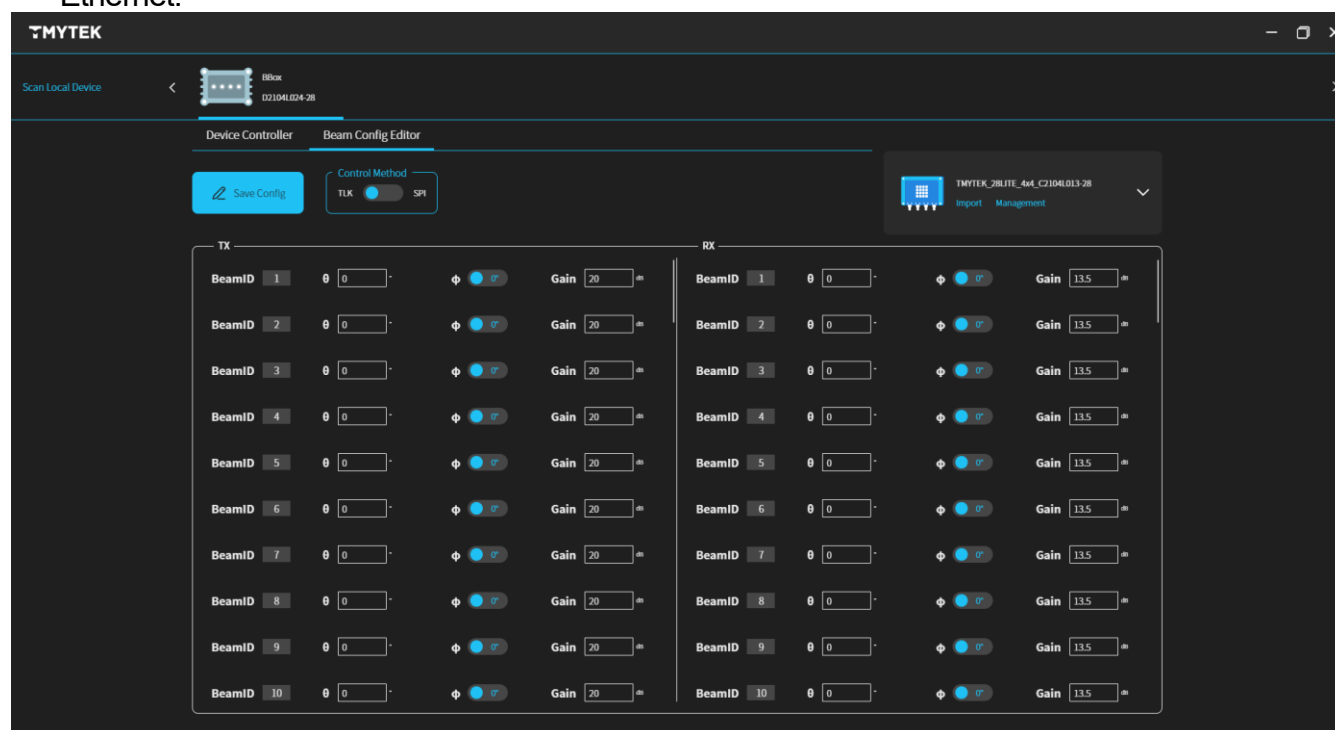 Ethernet.
TMYTEK
Scan Local Device
BBox
D2104L024-28
Device Controller Beam Config Editor
Save Config
Control Method
TLK SPI
TMYTEK_28LITE_4x4_C2104L013-28
Import Management
TX RX
BeamID 1 θ 0 ° ϕ 0° Gain 20 dB BeamID 1 θ 0 ° ϕ 0° Gain 13.5 dB
BeamID 2 θ 0 ° ϕ 0° Gain 20 dB BeamID 2 θ 0 ° ϕ 0° Gain 13.5 dB
BeamID 3 θ 0 ° ϕ 0° Gain 20 dB BeamID 3 θ 0 ° ϕ 0° Gain 13.5 dB
BeamID 4 θ 0 ° ϕ 0° Gain 20 dB BeamID 4 θ 0 ° ϕ 0° Gain 13.5 dB
BeamID 5 θ 0 ° ϕ 0° Gain 20 dB BeamID 5 θ 0 ° ϕ 0° Gain 13.5 dB
BeamID 6 θ 0 ° ϕ 0° Gain 20 dB BeamID 6 θ 0 ° ϕ 0° Gain 13.5 dB
BeamID 7 θ 0 ° ϕ 0° Gain 20 dB BeamID 7 θ 0 ° ϕ 0° Gain 13.5 dB
BeamID 8 θ 0 ° ϕ 0° Gain 20 dB BeamID 8 θ 0 ° ϕ 0° Gain 13.5 dB
BeamID 9 θ 0 ° ϕ 0° Gain 20 dB BeamID 9 θ 0 ° ϕ 0° Gain 13.5 dB
BeamID 10 θ 0 ° ϕ 0° Gain 20 dB BeamID 10 θ 0 ° ϕ 0° Gain 13.5 dB